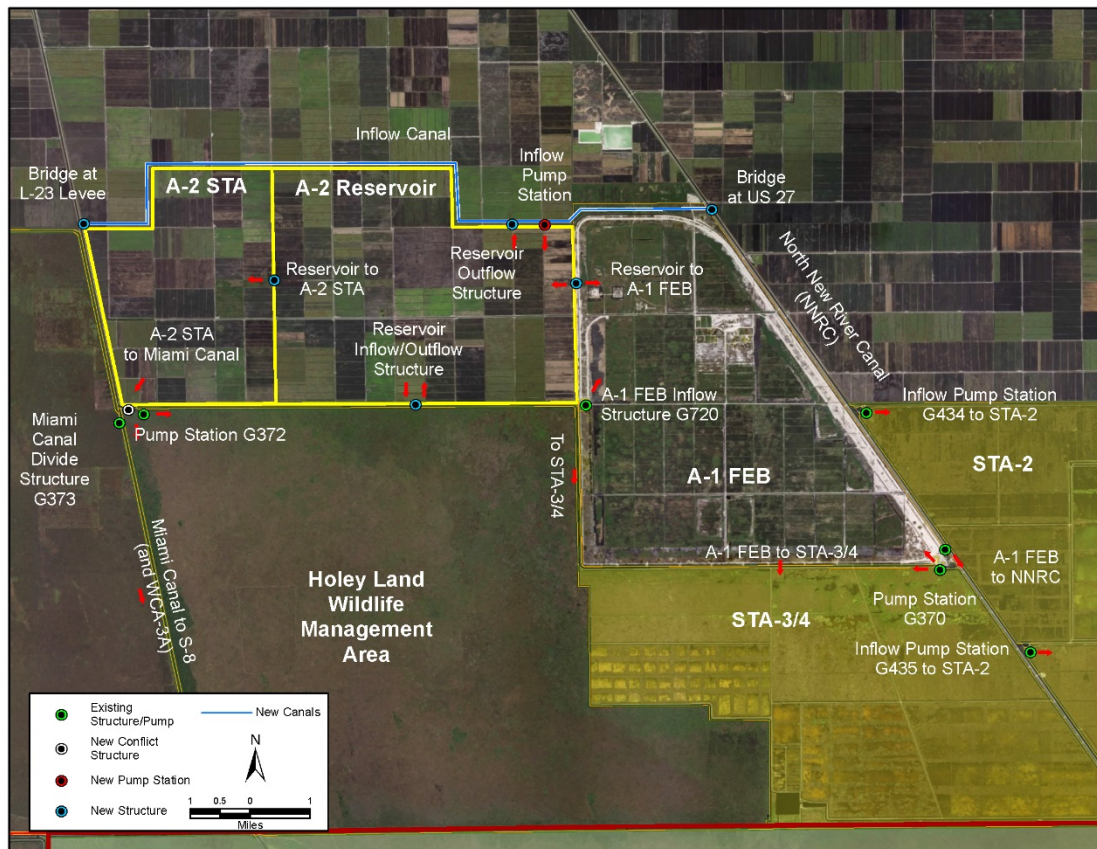 Inflow Canal
Bridge at
L-23 Levee
A-2 STA
A-2 Reservoir
Inflow
Pump
Station
Bridge
at US 27
Reservoir
Outflow
Structure
Reservoir to
A-2 STA
Reservoir to
A-1 FEB
North New River Canal
(NNRC)
A-2 STA
to Miami Canal
Reservoir
Inflow/Outflow
Structure
A-1 FEB Inflow
Structure G720
Inflow Pump Station
G434 to STA-2
Miami
Canal
Divide
Structure
G373
Pump Station G372
To STA-3/4
A-1 FEB
STA-2
A-1 FEB to STA-3/4
A-1 FEB
to NNRC
Miami Canal to S-8
(and WCA-3A)
Holey Land
Wildlife
Management
Area
STA-3/4
Pump Station
G370
Inflow Pump Station
G435 to STA-2
Existing
Structure/Pump
New Canals
New Conflict
Structure
N
New Pump Station
New Structure
1 0.5 0 1
Miles